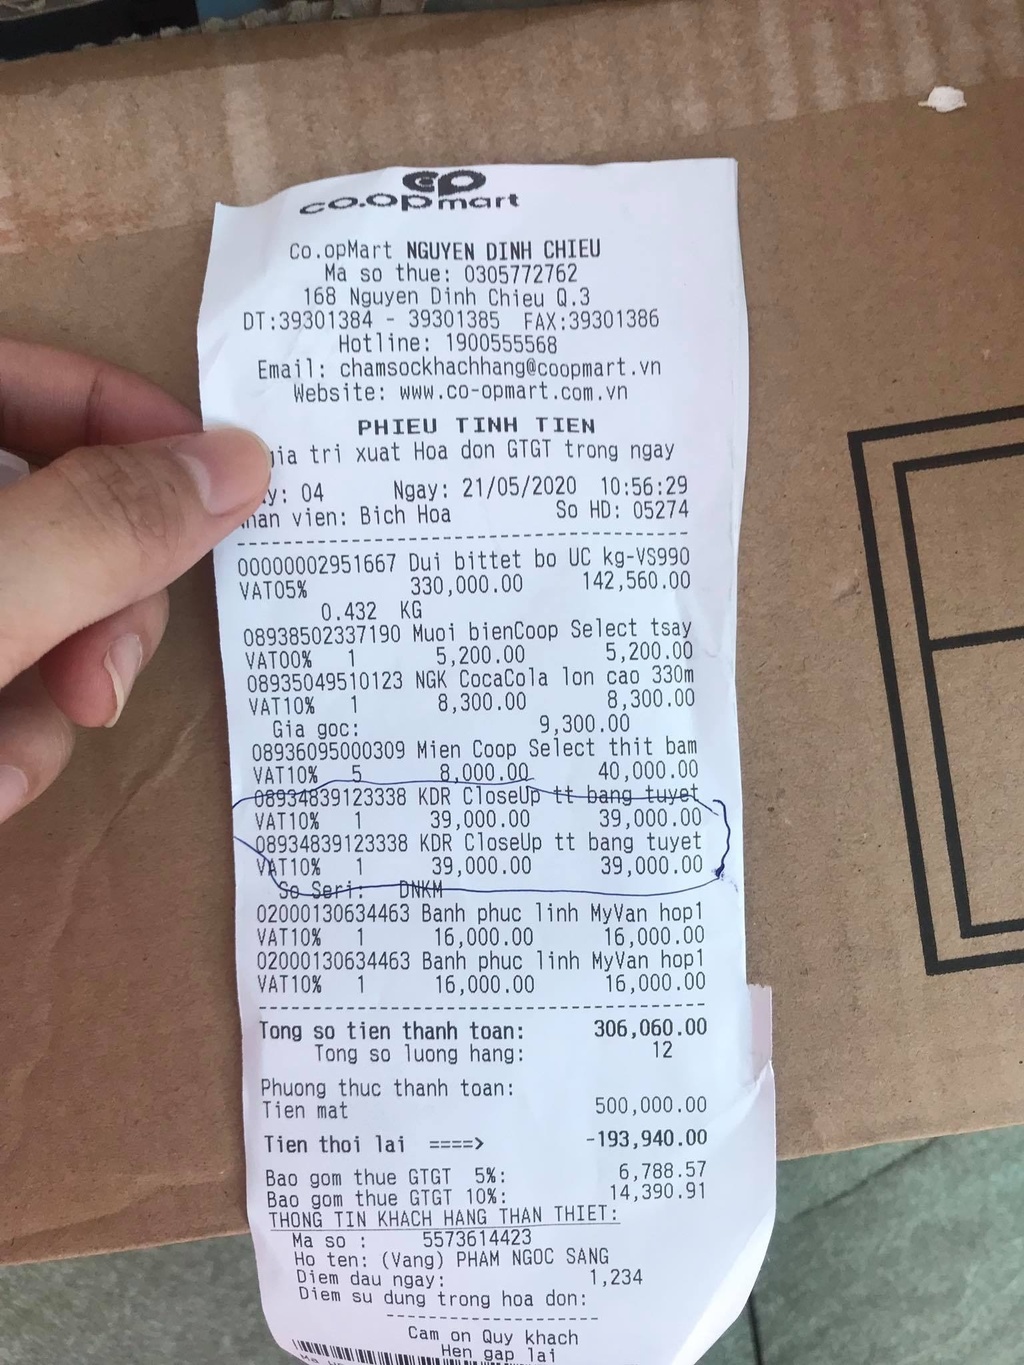 co.opmart
Co.opMart NGUYEN DINH CHIEU
Ma so thue: 0305772762
168 Nguyen Dinh Chieu Q.3
DT:39301384 - 39301385 FAX:39301386
Hotline: 1900555568
Email: chamsockhachhang@coopmart.vn
Website: www.co-opmart.com.vn
PHIEU TINH TIEN
gia tri xuat Hoa don GTGT trong ngay
y: 04 Ngay: 21/05/2020 10:56:29
han vien: Bich Hoa So HD: 05274
00000002951667 Dui bittet bo UC kg-VS990
VAT05% 330,000.00 142,560.00
0.432 KG
08938502337190 Muoi bienCoop Select tsay
VAT00% 1 5,200.00 5,200.00
08935049510123 NGK CocaCola lon cao 330m
VAT10% 1 8,300.00 8,300.00
Gia goc: 9,300.00
08936095000309 Mien Coop Select thit bam
VAT10% 5 8,000.00 40,000.00
08934839123338 KDR CloseUp tt bang tuyet
VAT10% 1 39,000.00 39,000.00
08934839123338 KDR CloseUp tt bang tuyet
VAT10% 1 39,000.00 39,000.00
So Seri: DNKM
02000130634463 Banh phuc linh MyVan hop1
VAT10% 1 16,000.00 16,000.00
02000130634463 Banh phuc linh MyVan hop1
VAT10% 1 16,000.00 16,000.00
Tong so tien thanh toan: 306,060.00
Tong so luong hang: 12
Phuong thuc thanh toan:
Tien mat 500,000.00
Tien thoi lai ====> -193,940.00
Bao gom thue GTGT 5%: 6,788.57
Bao gom thue GTGT 10%: 14,390.91
THONG TIN KHACH HANG THAN THIET:
Ma so : 5573614423
Ho ten: (Vang) PHAM NGOC SANG
Diem dau ngay: 1,234
Diem su dung trong hoa don:
Cam on Quy khach
Hen gap lai